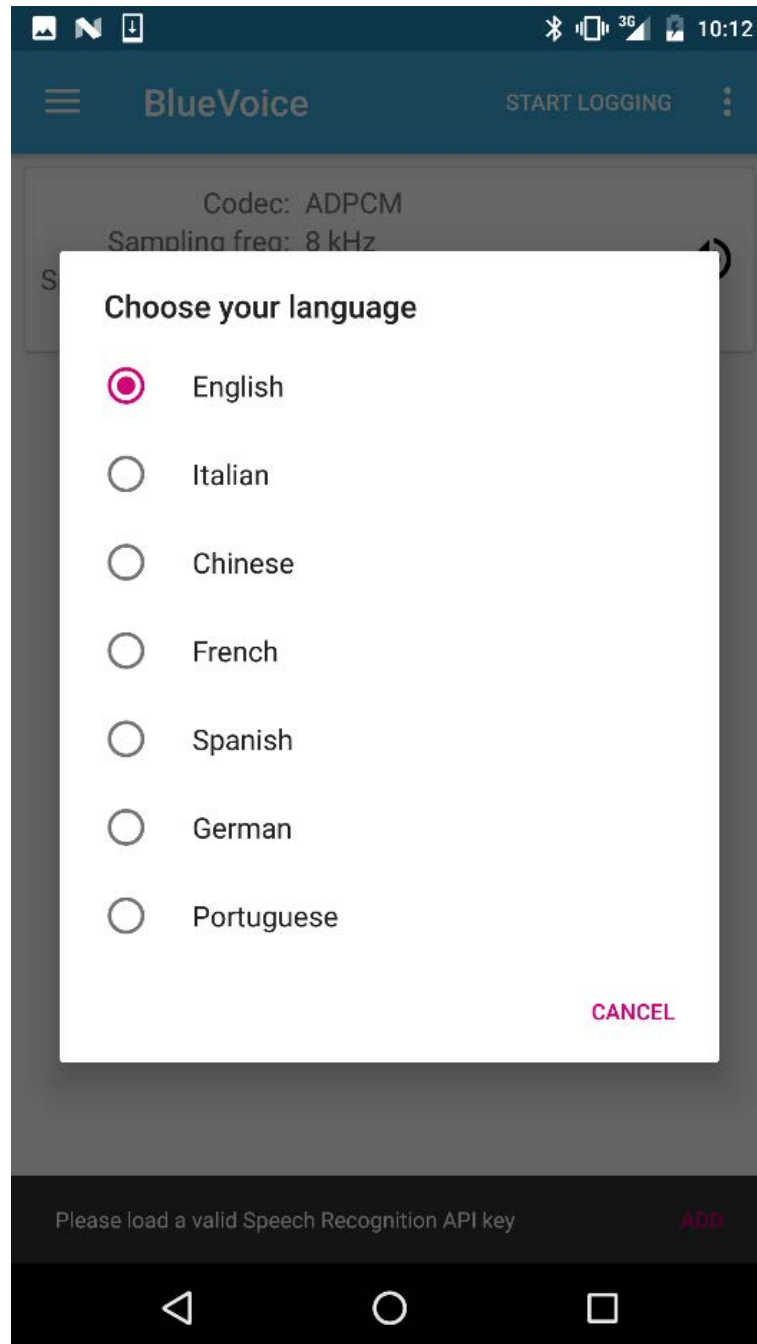 3G 10:12
BlueVoice START LOGGING
Codec: ADPCM
Sampling freq: 8 kHz
S
Choose your language
English
Italian
Chinese
French
Spanish
German
Portuguese
CANCEL
Please load a valid Speech Recognition API key ADD